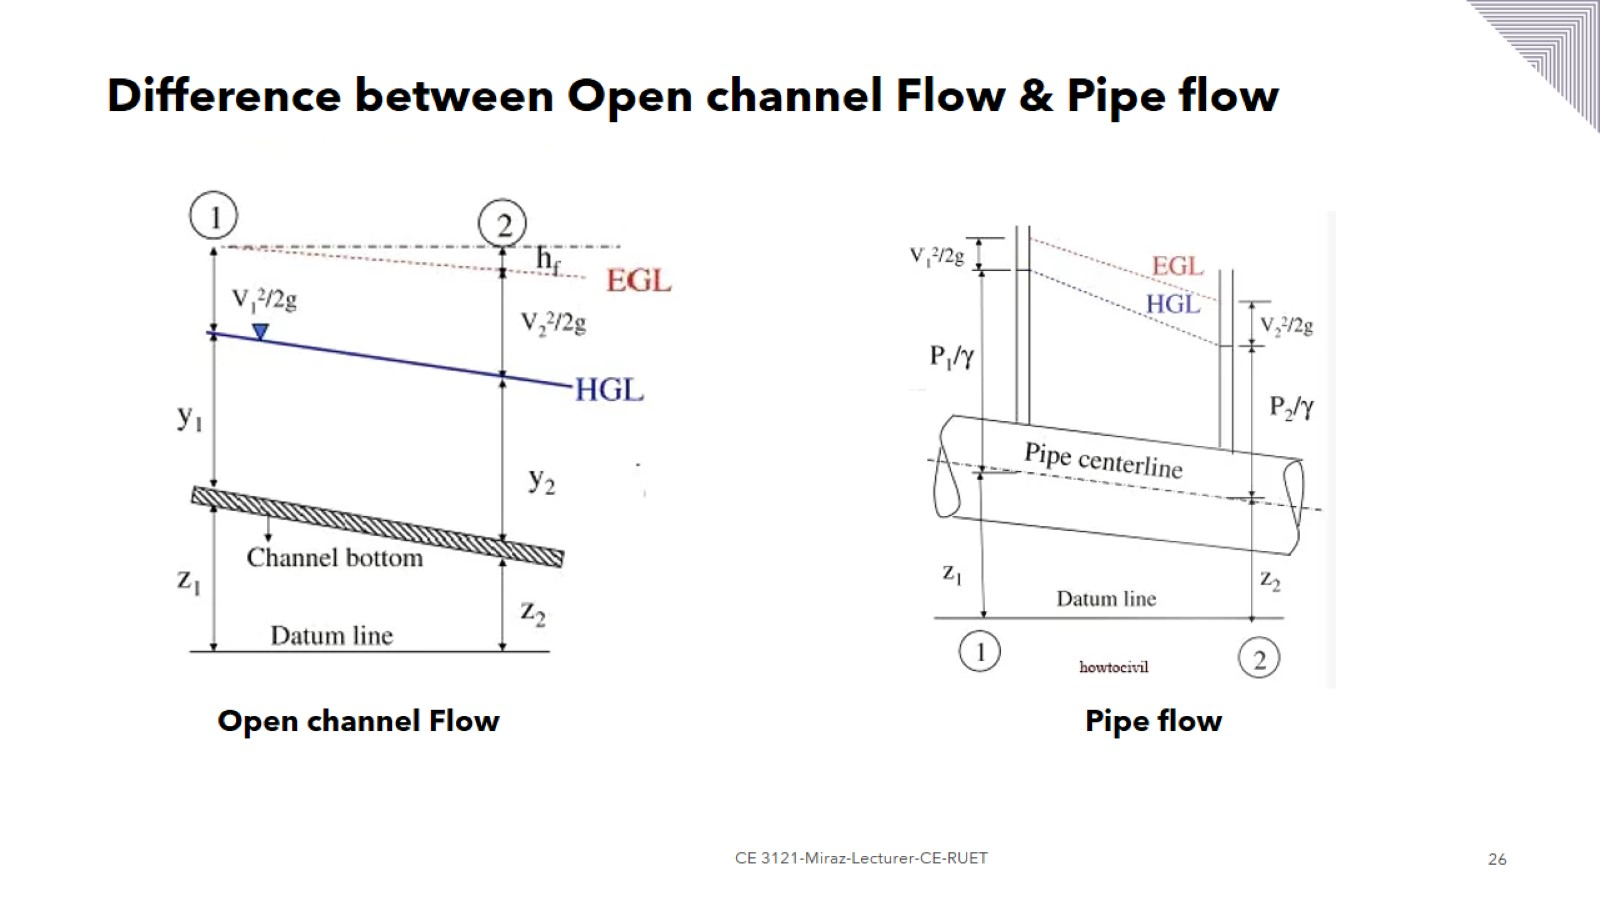 Difference between Open channel Flow & Pipe flow
1
2
h_f
EGL
V₁²/2g
V₂²/2g
HGL
y₁
y₂
Channel bottom
z₁
z₂
Datum line
Open channel Flow
V₁²/2g
EGL
HGL
V₂²/2g
P₁/γ
P₂/γ
Pipe centerline
z₁
z₂
Datum line
1
2
howtocivil
Pipe flow
CE 3121-Miraz-Lecturer-CE-RUET
26